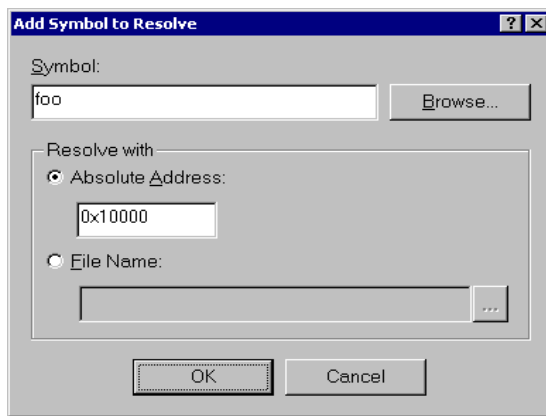 Add Symbol to Resolve
Symbol:
foo
Browse...
Resolve with
Absolute Address:
0x10000
File Name:
...
OK
Cancel